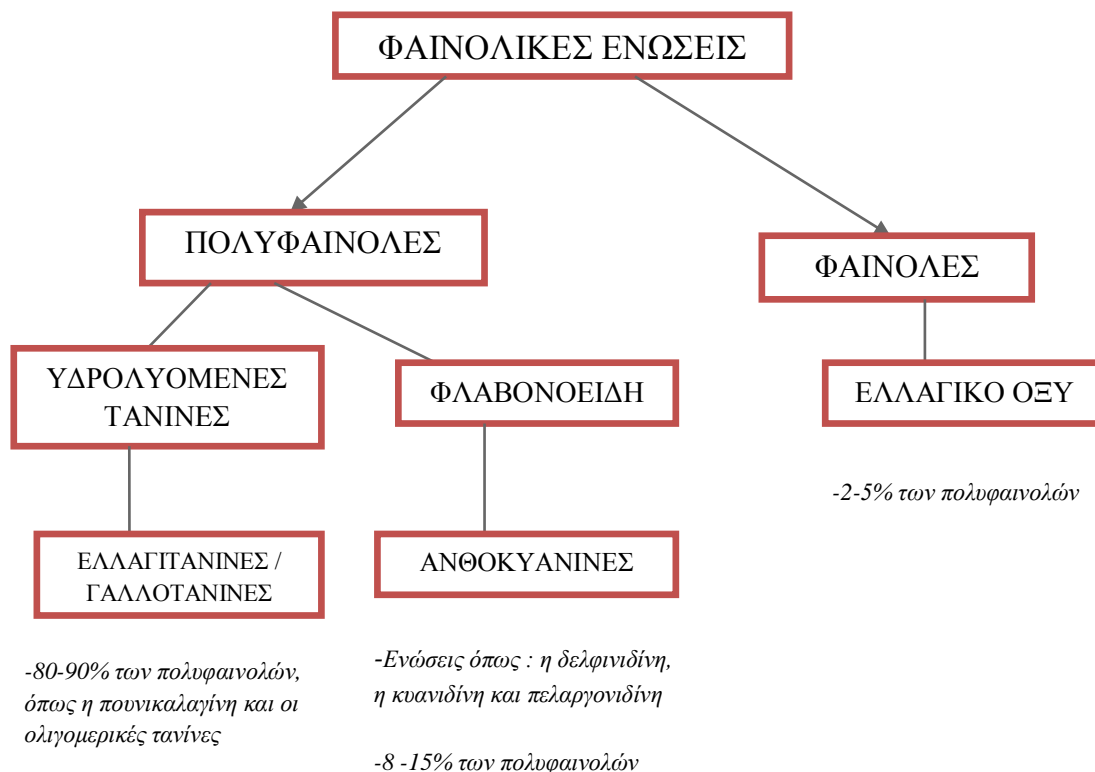 ΦΑΙΝΟΛΙΚΕΣ ΕΝΩΣΕΙΣ
ΠΟΛΥΦΑΙΝΟΛΕΣ
ΦΑΙΝΟΛΕΣ
ΥΔΡΟΛΥΟΜΕΝΕΣ
ΤΑΝΙΝΕΣ
ΦΛΑΒΟΝΟΕΙΔΗ
ΕΛΛΑΓΙΚΟ ΟΞΥ
-2-5% των πολυφαινολών
ΕΛΛΑΓΙΤΑΝΙΝΕΣ /
ΓΑΛΛΟΤΑΝΙΝΕΣ
ΑΝΘΟΚΥΑΝΙΝΕΣ
-80-90% των πολυφαινολών,
όπως η πουνικαλαγίνη και οι
ολιγομερικές τανίνες
-Ενώσεις όπως : η δελφινιδίνη,
η κυανιδίνη και πελαργονιδίνη
-8 -15% των πολυφαινολών